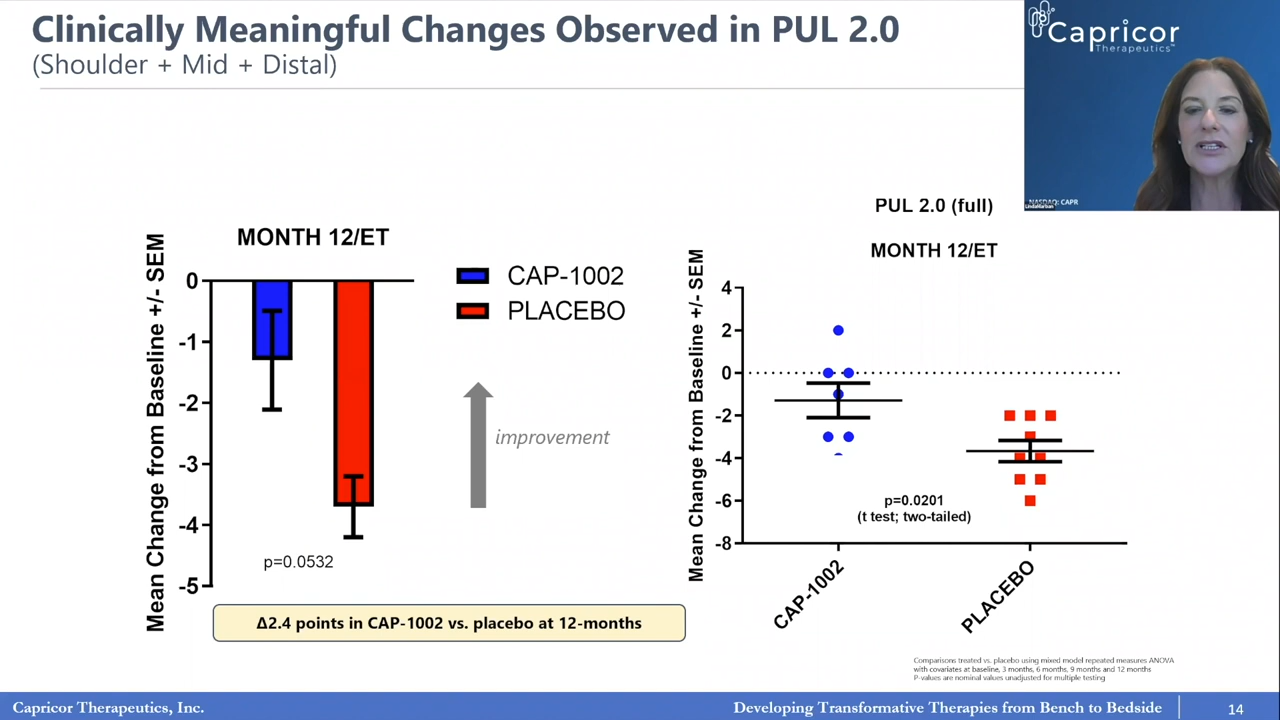 Clinically Meaningful Changes Observed in PUL 2.0
(Shoulder + Mid + Distal)
Capricor
Therapeutics™
NASDAQ: CAPR
MONTH 12/ET
Mean Change from Baseline +/- SEM
0
-1
-2
-3
-4
-5
p=0.0532
CAP-1002
PLACEBO
improvement
Δ2.4 points in CAP-1002 vs. placebo at 12-months
PUL 2.0 (full)
MONTH 12/ET
Mean Change from Baseline +/- SEM
4
2
0
-2
-4
-6
-8
p=0.0201
(t test; two-tailed)
CAP-1002
PLACEBO
Comparisons treated vs. placebo using mixed model repeated measures ANOVA
with covariates at baseline, 3 months, 6 months, 9 months and 12 months
P-values are nominal values unadjusted for multiple testing
Capricor Therapeutics, Inc.
Developing Transformative Therapies from Bench to Bedside
14